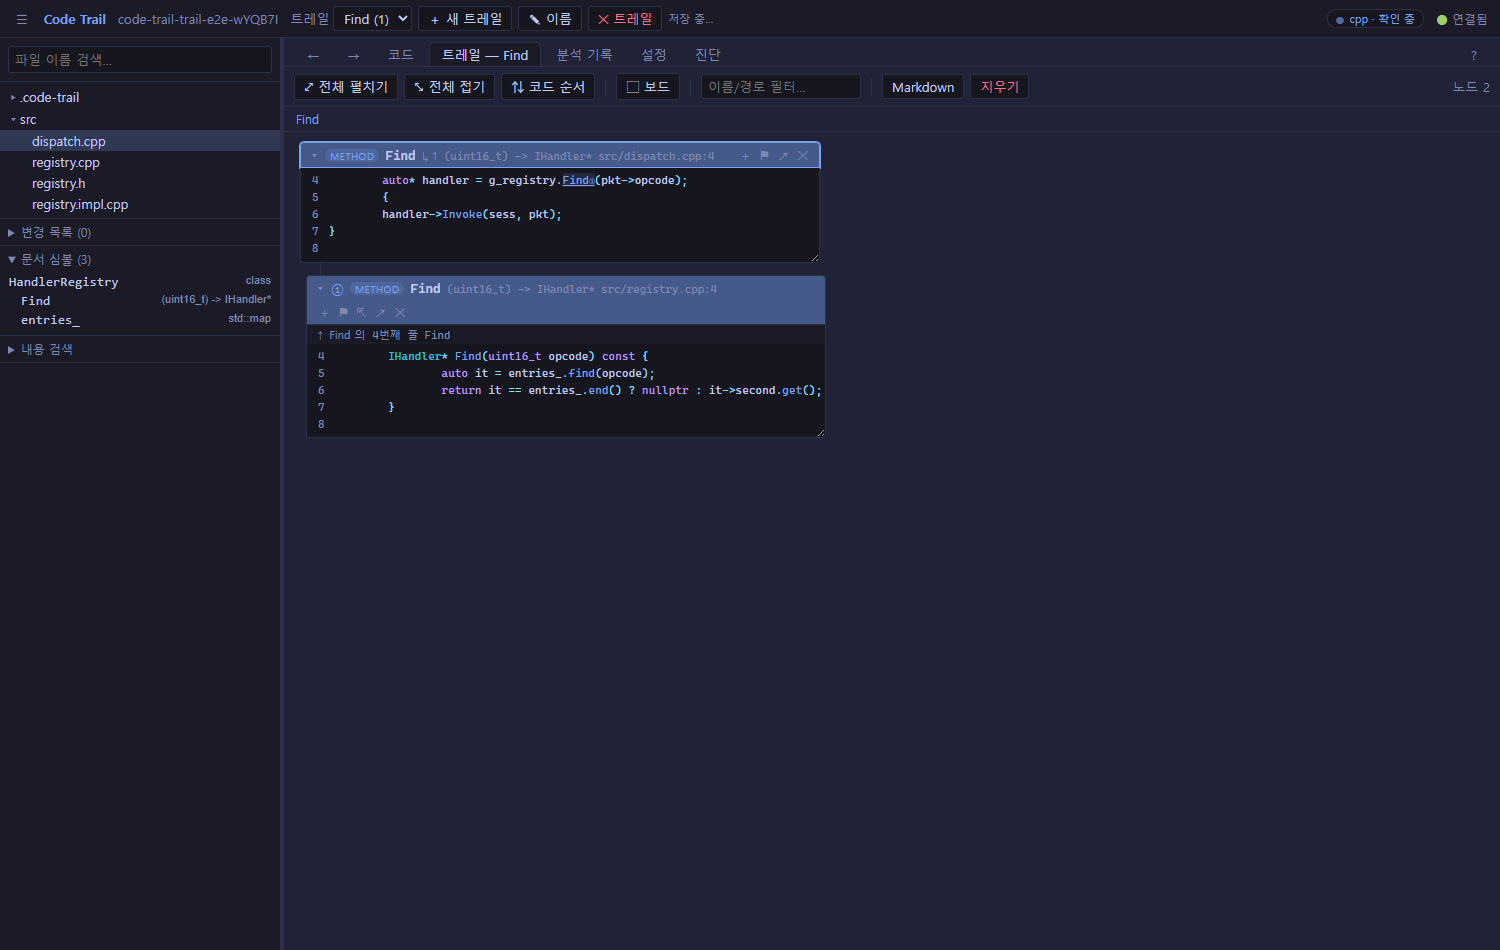 ☰ Code Trail code-trail-trail-e2e-wYQB7I 트레일 Find (1) + 새 트레일 ✎ 이름 ✕ 트레일 저장 중... cpp · 확인 중 연결됨
파일 이름 검색...
← → 코드 트레일 — Find 분석 기록 설정 진단 ?
⤢ 전체 펼치기 ⤡ 전체 접기 ⇅ 코드 순서 ⬚ 보드 이름/경로 필터... Markdown 지우기 노드 2
▸ .code-trail
▾ src
dispatch.cpp
registry.cpp
registry.h
registry.impl.cpp
▶ 변경 목록 (0)
▼ 문서 심볼 (3)
HandlerRegistry class
Find (uint16_t) -> IHandler*
entries_ std::map
▶ 내용 검색
Find
▾ METHOD Find ↳1 (uint16_t) -> IHandler* src/dispatch.cpp:4 + ⚑ ↗ ✕
4 auto* handler = g_registry.Find①(pkt->opcode);
5 {
6 handler->Invoke(sess, pkt);
7 }
8
▾ ① METHOD Find (uint16_t) -> IHandler* src/registry.cpp:4
+ ⚑ ↸ ↗ ✕
↑ Find 의 4번째 줄 Find
4 IHandler* Find(uint16_t opcode) const {
5 auto it = entries_.find(opcode);
6 return it == entries_.end() ? nullptr : it->second.get();
7 }
8